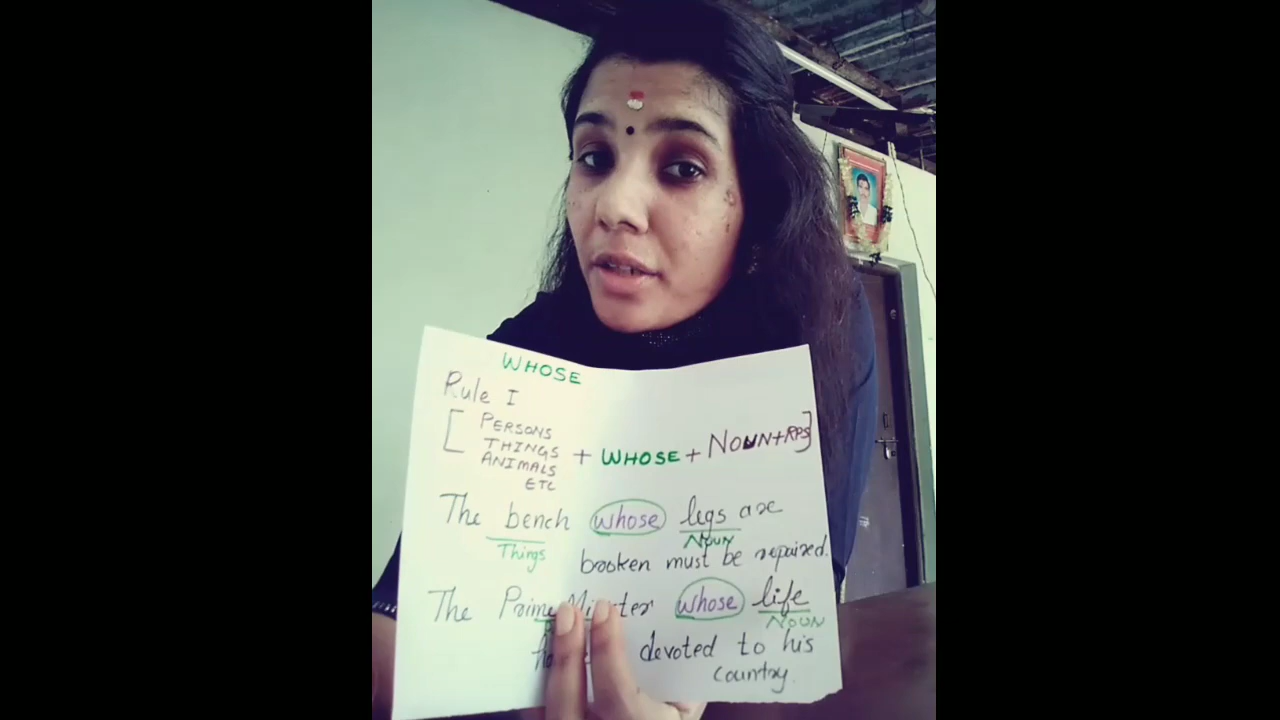 WHOSE
Rule I
[PERSONS
THINGS
ANIMALS
ETC
+ WHOSE + NOUN+RPS]
The bench whose legs are
Things NOUN
broken must be repaired.
The Prime Minister whose life
NOUN
devoted to his
country.